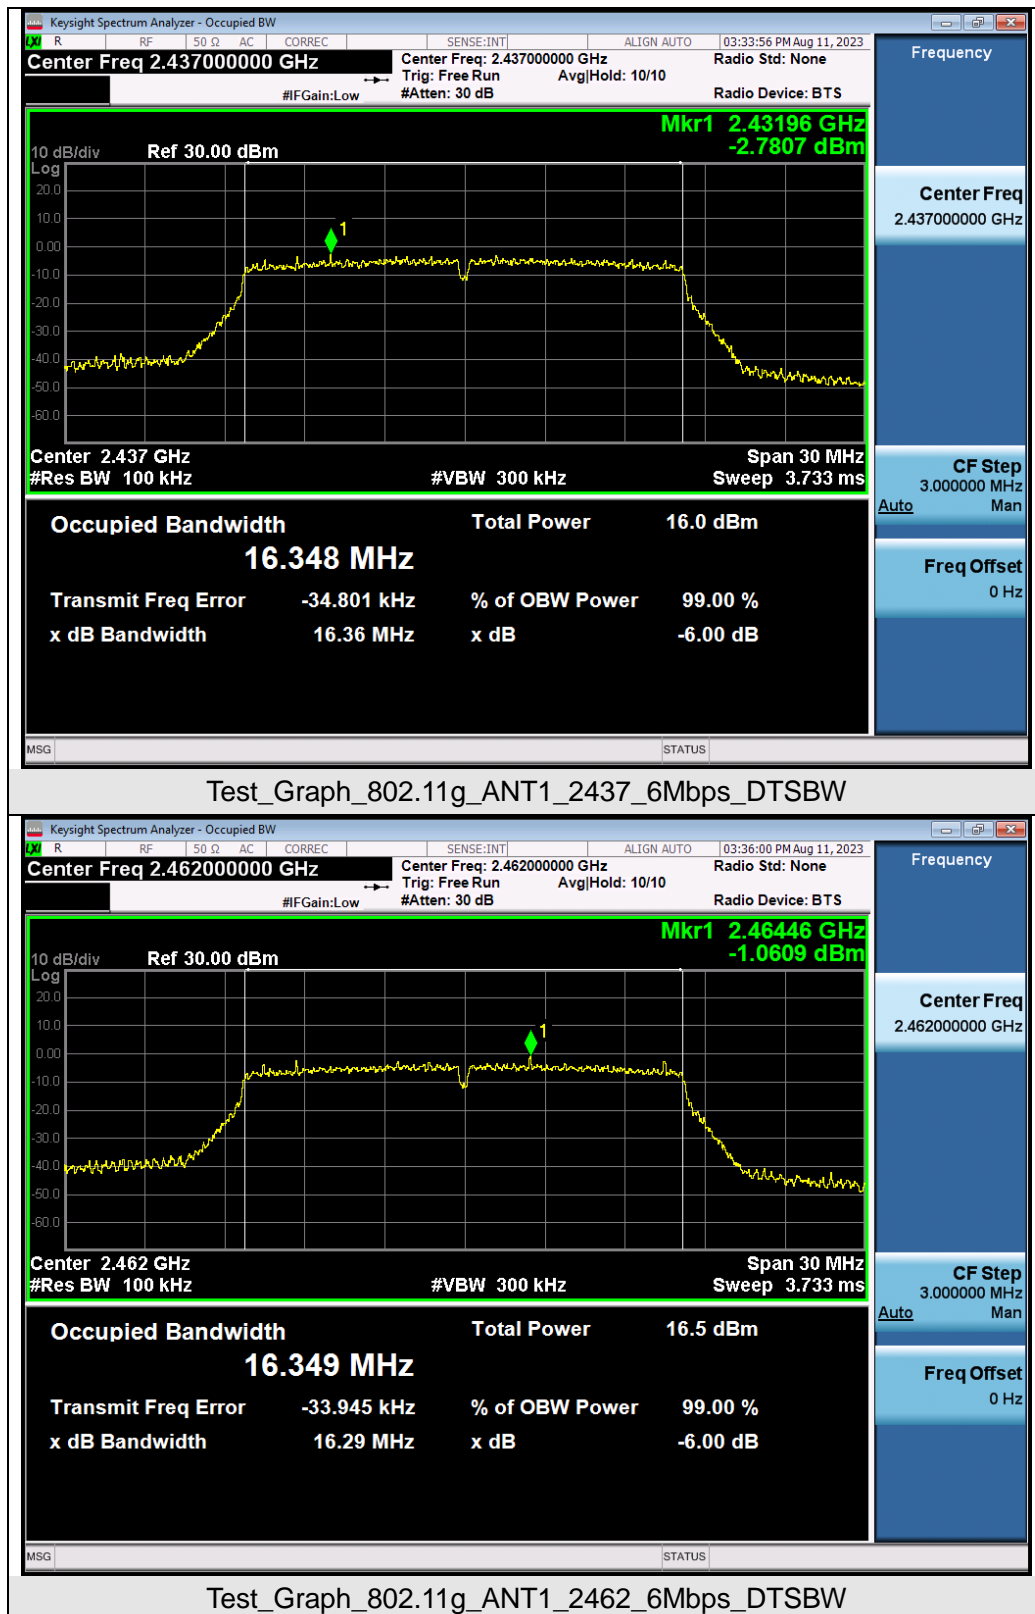 Keysight Spectrum Analyzer - Occupied BW
LXI R RF 50 Ω AC CORREC SENSE:INT ALIGN AUTO 03:33:56 PM Aug 11, 2023
Center Freq 2.437000000 GHz
Center Freq: 2.437000000 GHz
Radio Std: None
Trig: Free Run Avg|Hold: 10/10
#IFGain:Low
#Atten: 30 dB
Radio Device: BTS
Frequency
Mkr1 2.43196 GHz
-2.7807 dBm
10 dB/div Ref 30.00 dBm
Log
20.0
10.0
0.00
-10.0
-20.0
-30.0
-40.0
-50.0
-60.0
1
Center 2.437 GHz Span 30 MHz
#Res BW 100 kHz #VBW 300 kHz Sweep 3.733 ms
Center Freq
2.437000000 GHz
CF Step
3.000000 MHz
Auto Man
Freq Offset
0 Hz
Occupied Bandwidth Total Power 16.0 dBm
16.348 MHz
Transmit Freq Error -34.801 kHz % of OBW Power 99.00 %
x dB Bandwidth 16.36 MHz x dB -6.00 dB
MSG STATUS
Test_Graph_802.11g_ANT1_2437_6Mbps_DTSBW
Keysight Spectrum Analyzer - Occupied BW
LXI R RF 50 Ω AC CORREC SENSE:INT ALIGN AUTO 03:36:00 PM Aug 11, 2023
Center Freq 2.462000000 GHz
Center Freq: 2.462000000 GHz
Radio Std: None
Trig: Free Run Avg|Hold: 10/10
#IFGain:Low
#Atten: 30 dB
Radio Device: BTS
Frequency
Mkr1 2.46446 GHz
-1.0609 dBm
10 dB/div Ref 30.00 dBm
Log
20.0
10.0
0.00
-10.0
-20.0
-30.0
-40.0
-50.0
-60.0
1
Center 2.462 GHz Span 30 MHz
#Res BW 100 kHz #VBW 300 kHz Sweep 3.733 ms
Center Freq
2.462000000 GHz
CF Step
3.000000 MHz
Auto Man
Freq Offset
0 Hz
Occupied Bandwidth Total Power 16.5 dBm
16.349 MHz
Transmit Freq Error -33.945 kHz % of OBW Power 99.00 %
x dB Bandwidth 16.29 MHz x dB -6.00 dB
MSG STATUS
Test_Graph_802.11g_ANT1_2462_6Mbps_DTSBW